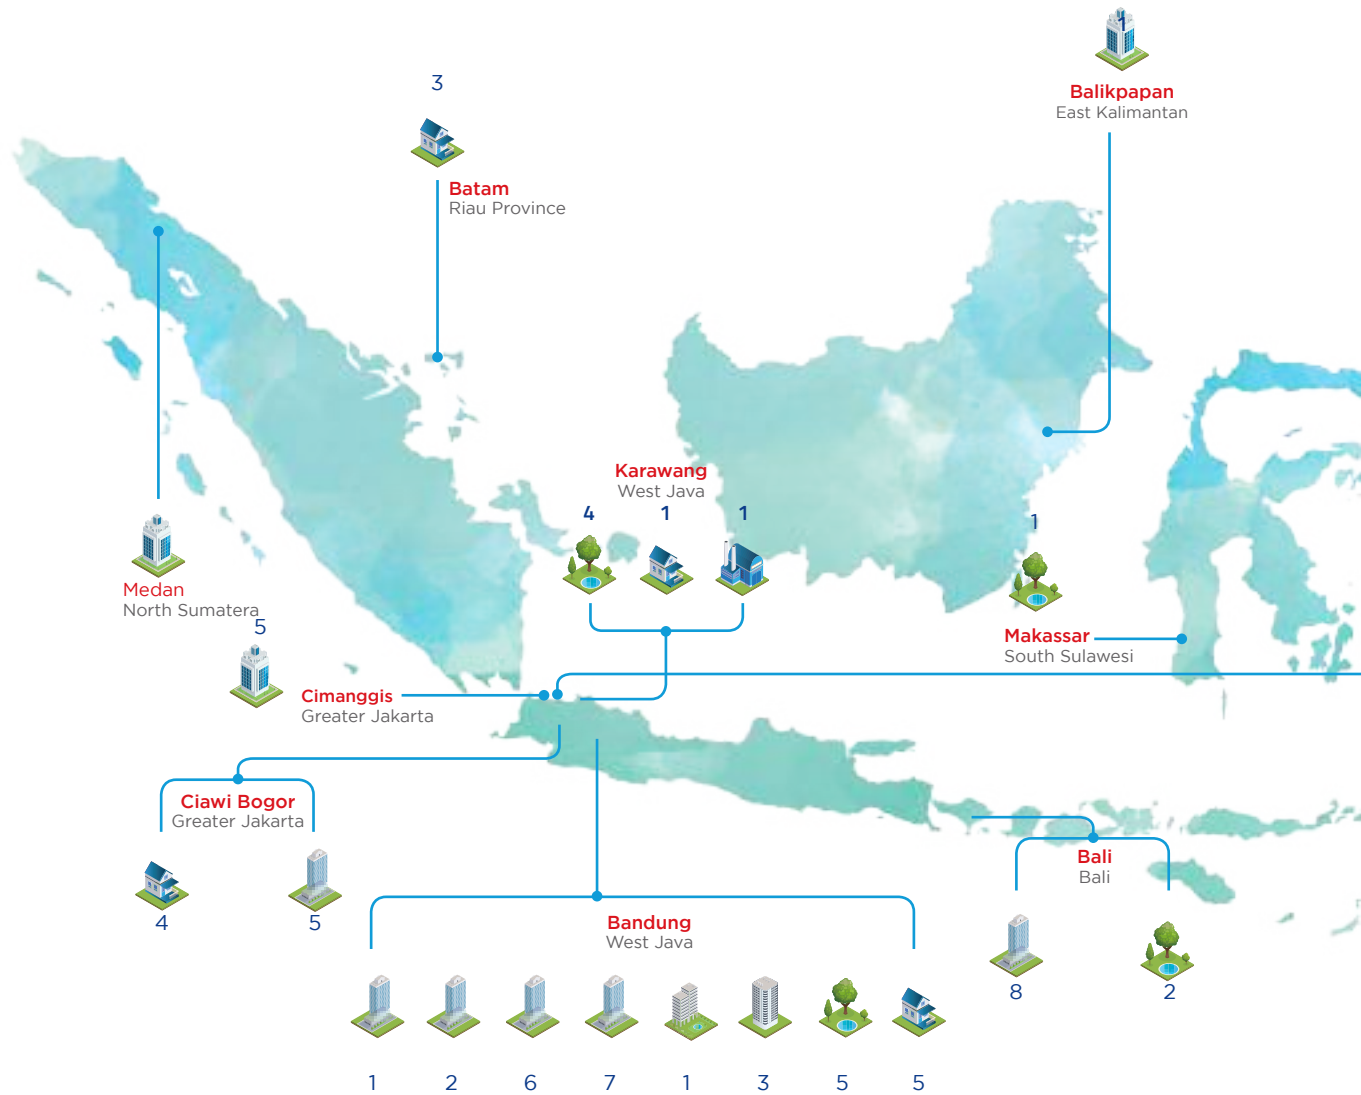 1
Balikpapan
East Kalimantan
3
Batam
Riau Province
Karawang
West Java
4 1 1
1
Medan
North Sumatera
5
Makassar
South Sulawesi
Cimanggis
Greater Jakarta
Ciawi Bogor
Greater Jakarta
4 5
Bali
Bali
8 2
Bandung
West Java
1 2 6 7 1 3 5 5